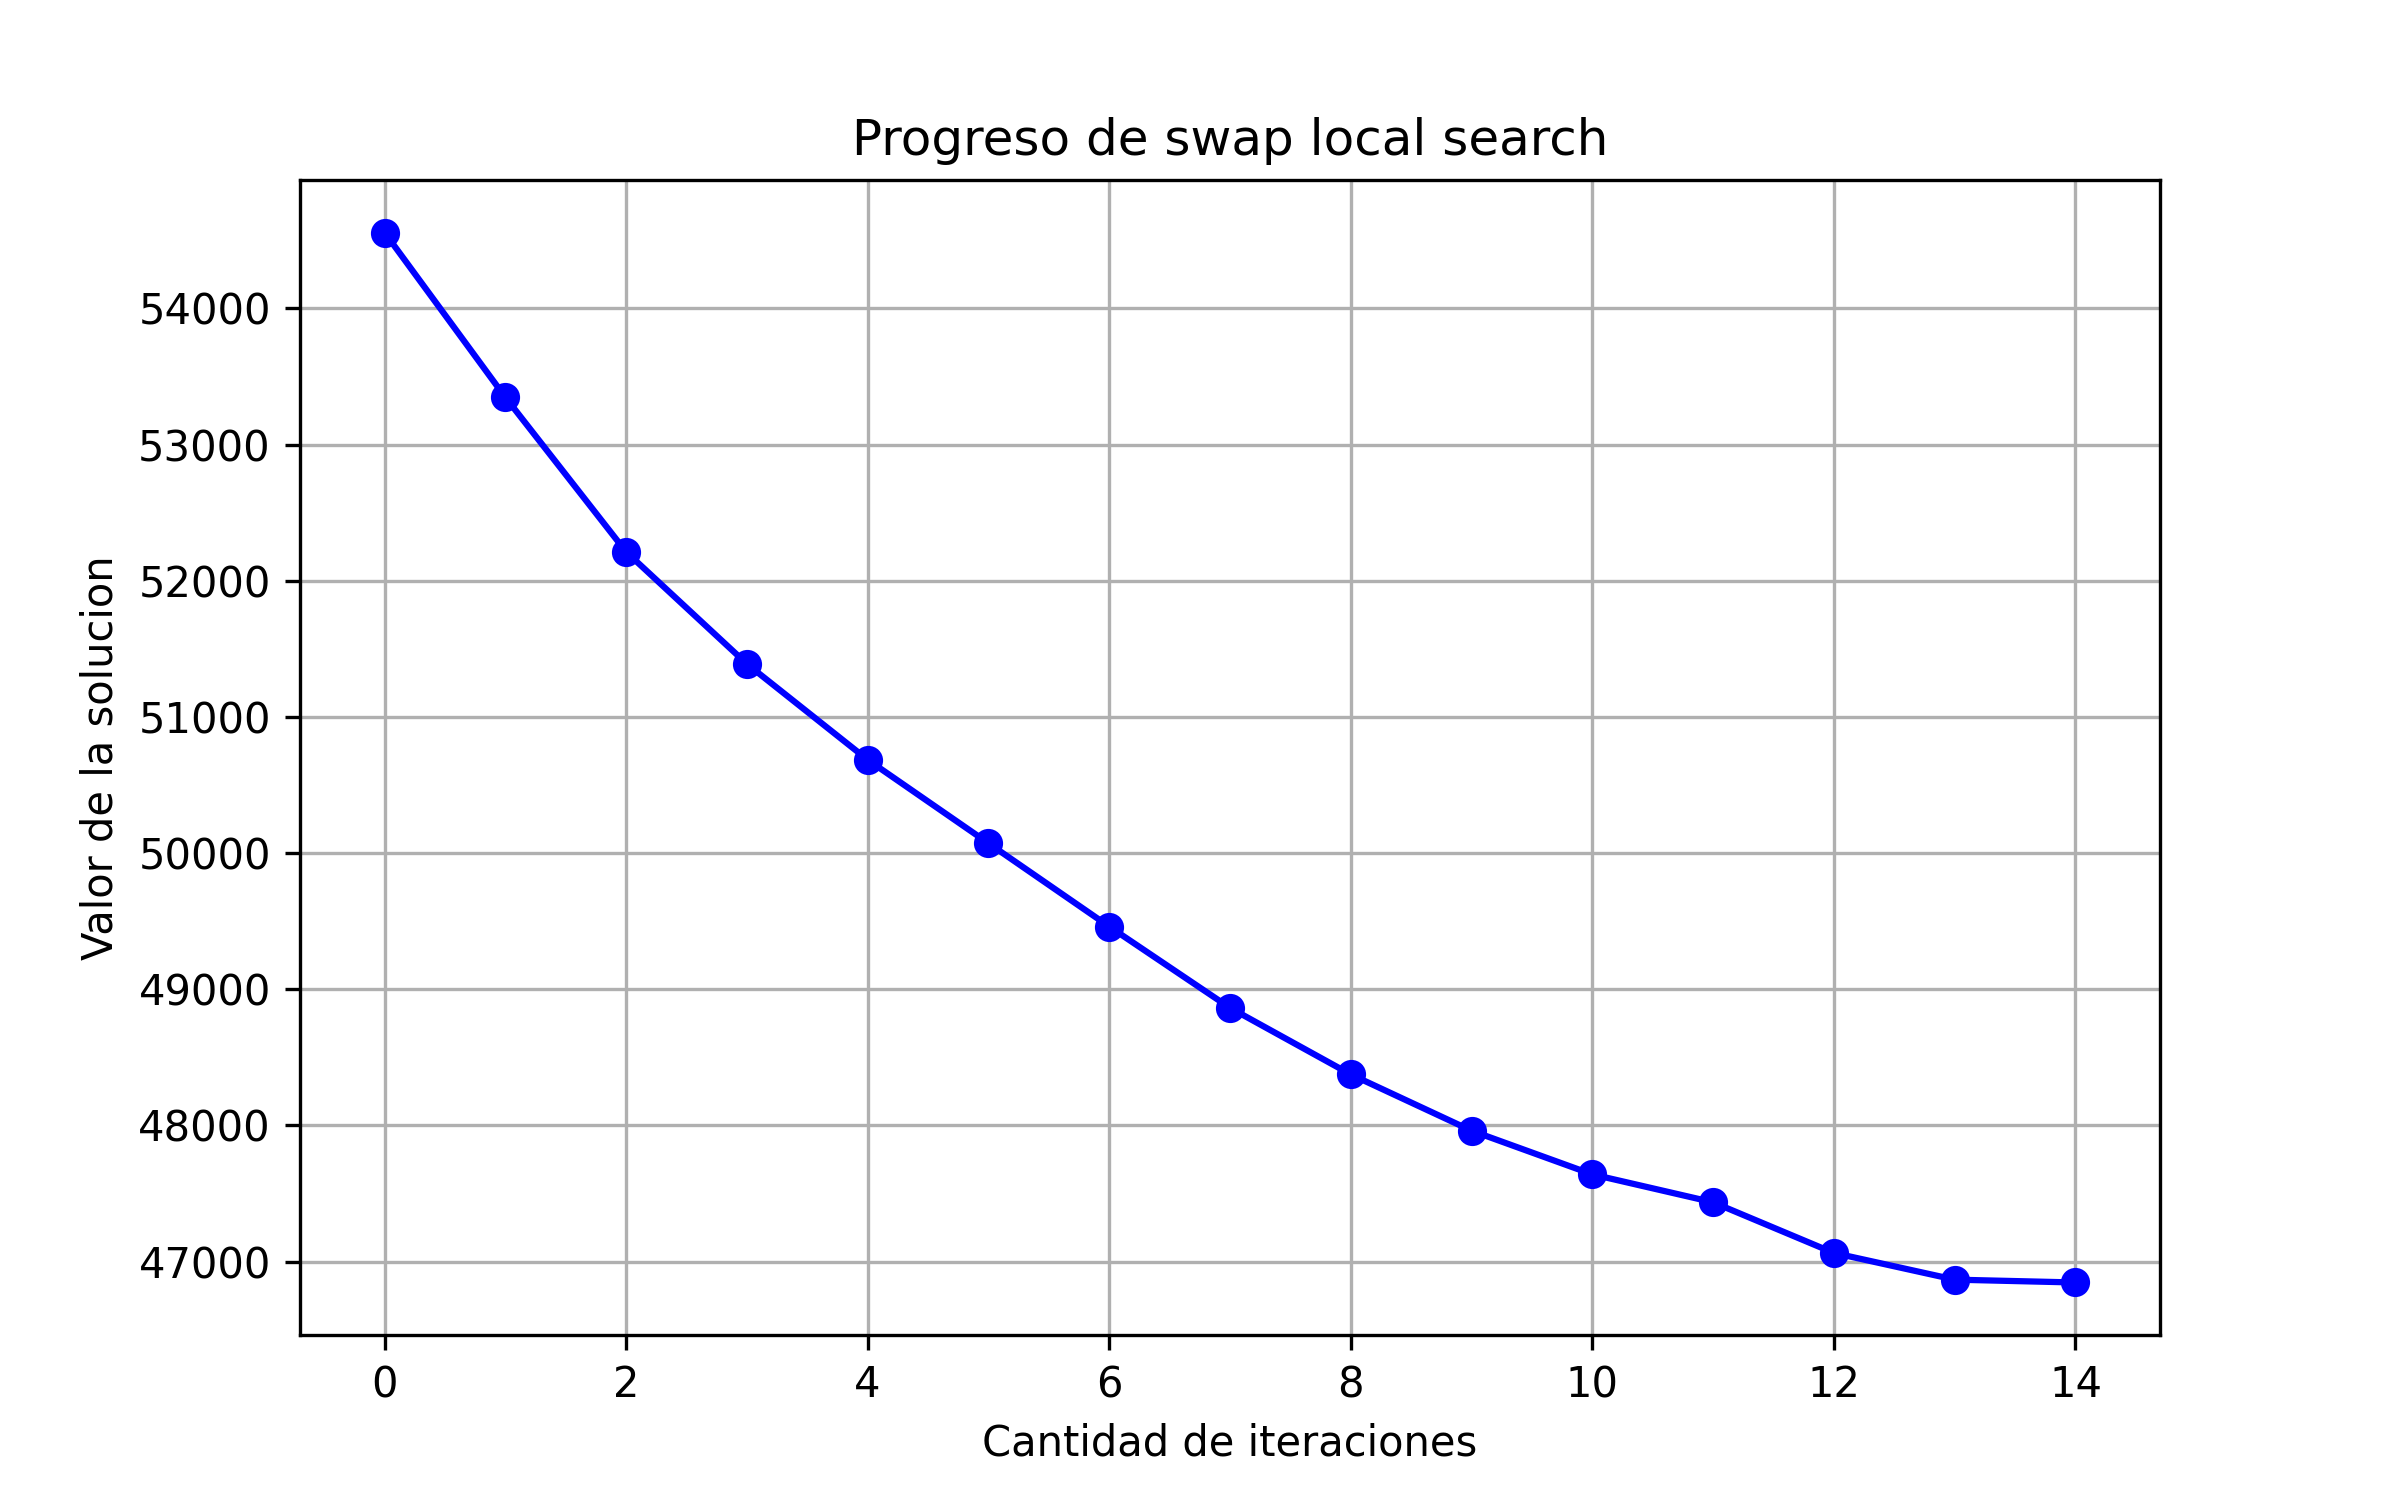 Progreso de swap local search
Valor de la solucion
54000
53000
52000
51000
50000
49000
48000
47000
0 2 4 6 8 10 12 14
Cantidad de iteraciones